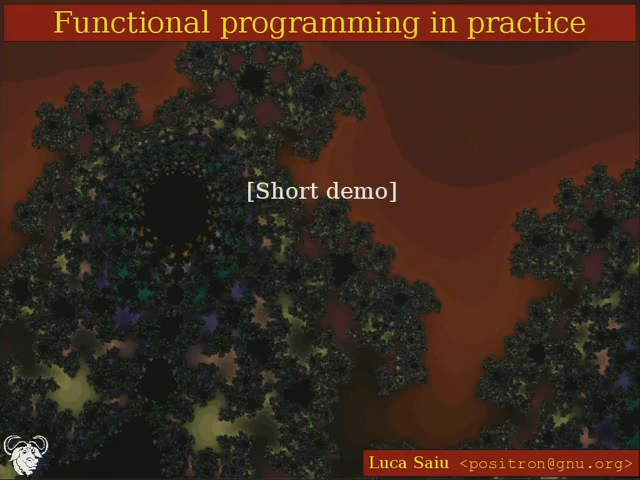 Functional programming in practice
[Short demo]
Luca Saiu <positron@gnu.org>